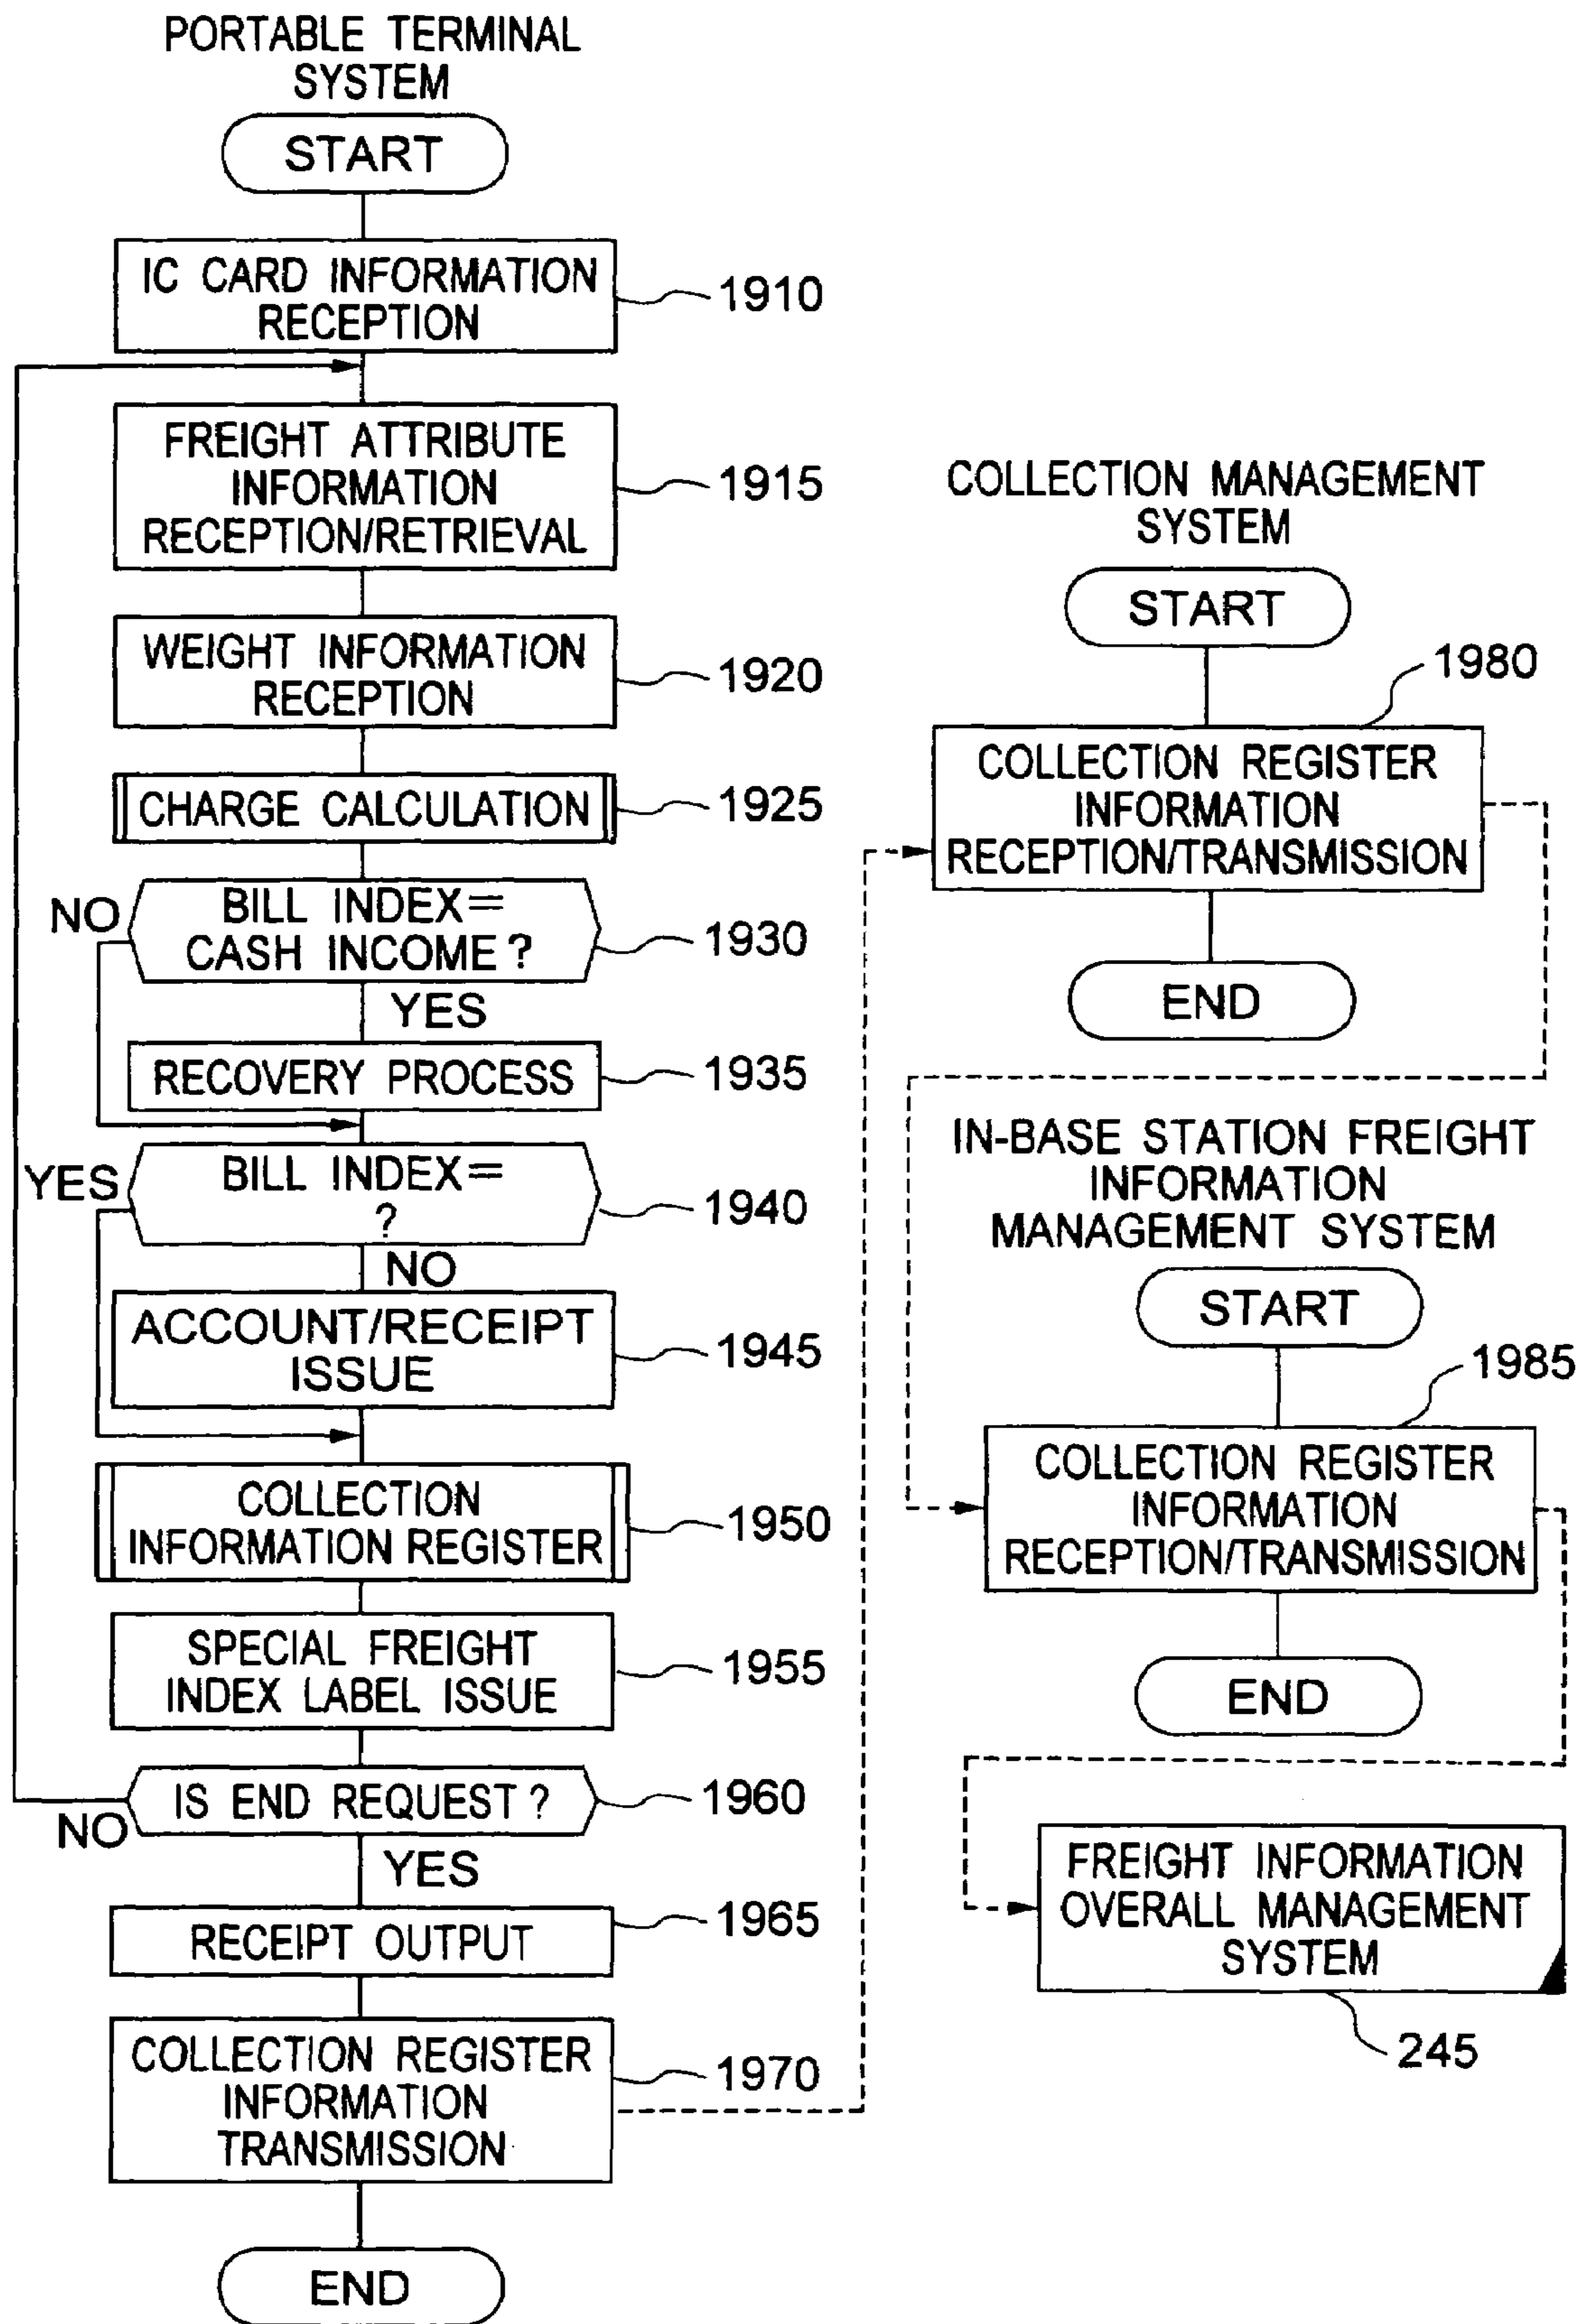 PORTABLE TERMINAL
SYSTEM
START
IC CARD INFORMATION
RECEPTION
1910
FREIGHT ATTRIBUTE
INFORMATION
RECEPTION/RETRIEVAL
1915
WEIGHT INFORMATION
RECEPTION
1920
CHARGE CALCULATION
1925
NO
BILL INDEX=
CASH INCOME?
1930
YES
RECOVERY PROCESS
1935
YES
BILL INDEX=
?
1940
NO
ACCOUNT/RECEIPT
ISSUE
1945
COLLECTION
INFORMATION REGISTER
1950
SPECIAL FREIGHT
INDEX LABEL ISSUE
1955
IS END REQUEST?
1960
NO
YES
RECEIPT OUTPUT
1965
COLLECTION REGISTER
INFORMATION
TRANSMISSION
1970
END
COLLECTION MANAGEMENT
SYSTEM
START
1980
COLLECTION REGISTER
INFORMATION
RECEPTION/TRANSMISSION
END
IN-BASE STATION FREIGHT
INFORMATION
MANAGEMENT SYSTEM
START
1985
COLLECTION REGISTER
INFORMATION
RECEPTION/TRANSMISSION
END
FREIGHT INFORMATION
OVERALL MANAGEMENT
SYSTEM
245